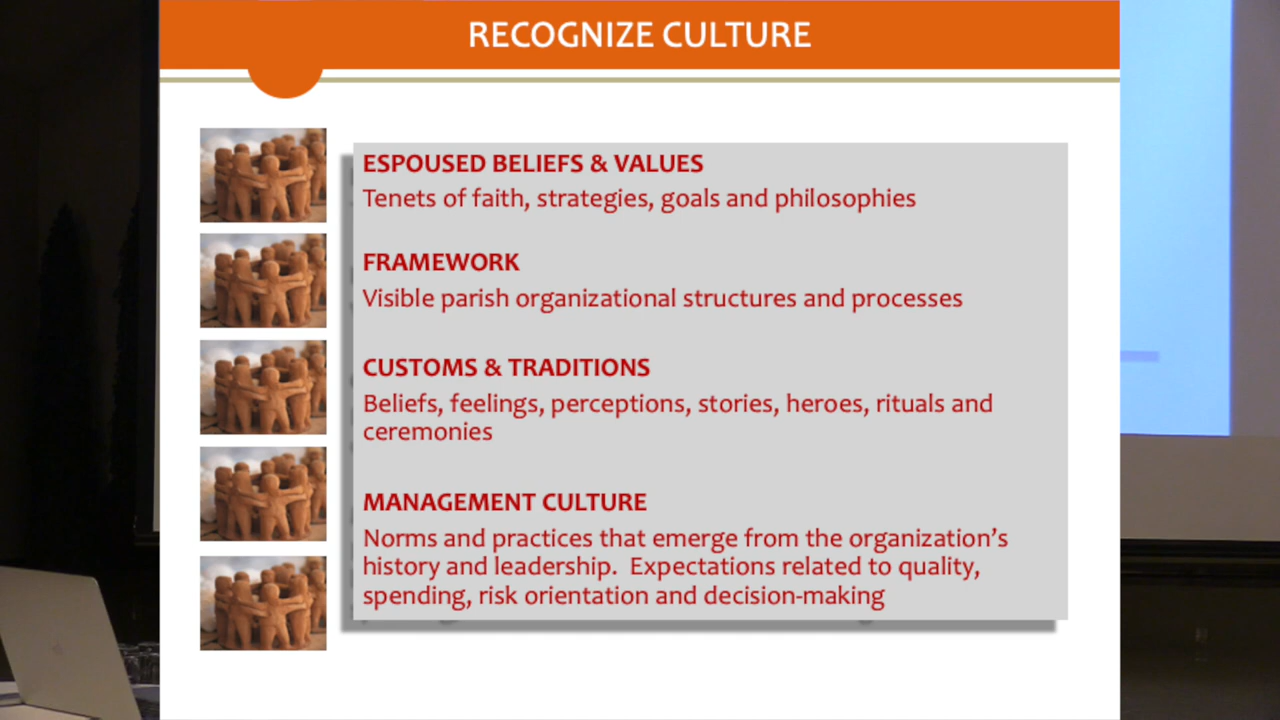 RECOGNIZE CULTURE
ESPOUSED BELIEFS & VALUES
Tenets of faith, strategies, goals and philosophies
FRAMEWORK
Visible parish organizational structures and processes
CUSTOMS & TRADITIONS
Beliefs, feelings, perceptions, stories, heroes, rituals and
ceremonies
MANAGEMENT CULTURE
Norms and practices that emerge from the organization’s
history and leadership.  Expectations related to quality,
spending, risk orientation and decision-making